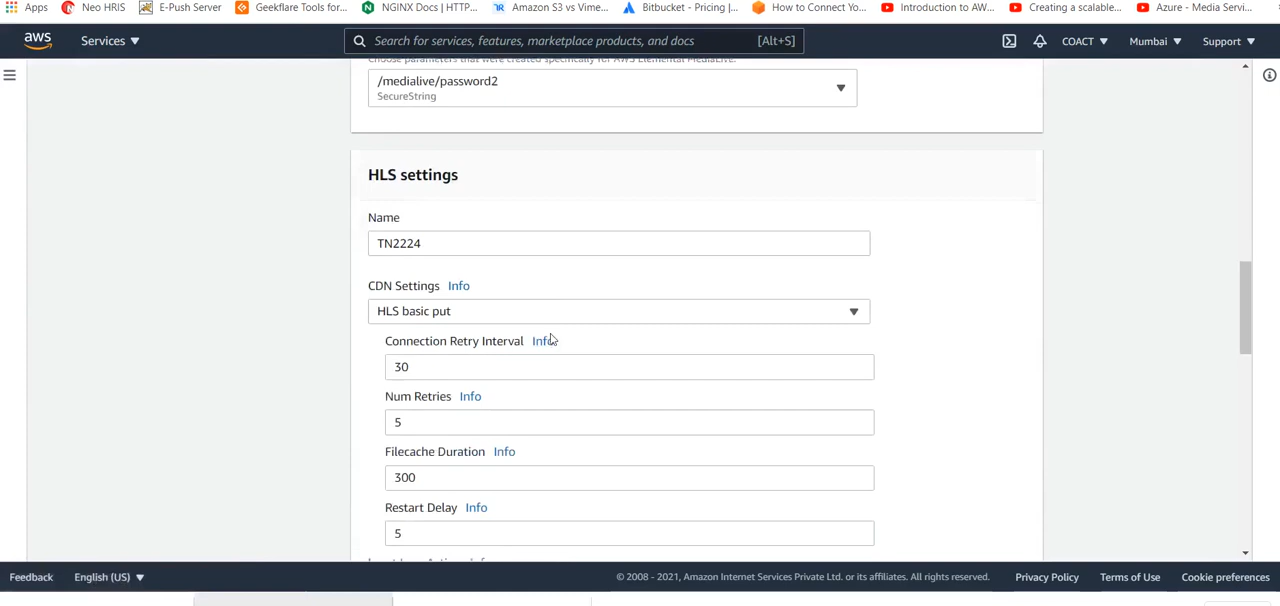 Apps Neo HRIS E-Push Server Geekflare Tools for... NGINX Docs | HTTP... Amazon S3 vs Vime... Bitbucket - Pricing |... How to Connect You... Introduction to AW... Creating a scalable... Azure - Media Servi...
aws Services Search for services, features, marketplace products, and docs [Alt+S] COACT Mumbai Support
Choose parameters that were created specifically for AWS Elemental MediaLive.
/medialive/password2
SecureString
HLS settings
Name
TN2224
CDN Settings Info
HLS basic put
Connection Retry Interval Info
30
Num Retries Info
5
Filecache Duration Info
300
Restart Delay Info
5
Feedback English (US) © 2008 - 2021, Amazon Internet Services Private Ltd. or its affiliates. All rights reserved. Privacy Policy Terms of Use Cookie preferences